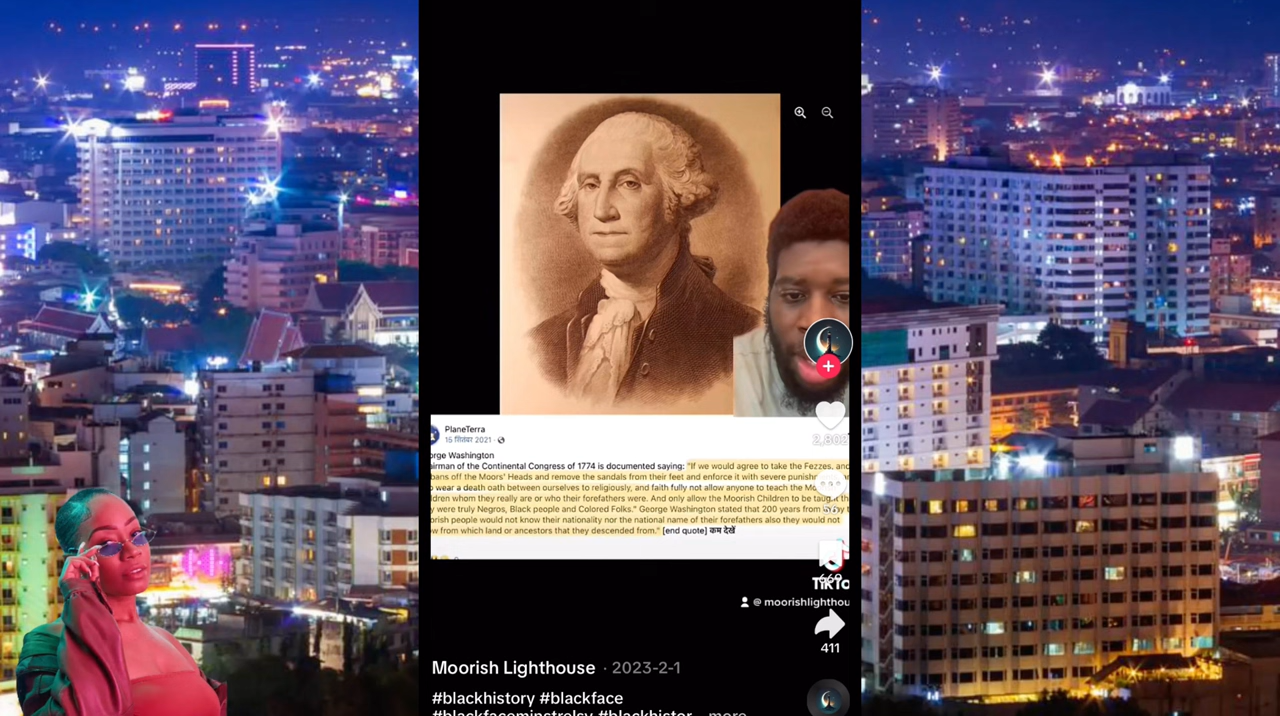 PlaneTerra
15 सितंबर 2021
orge Washington
airman of the Continental Congress of 1774 is documented saying: "If we would agree to take the Fezzes, and
bans off the Moors' Heads and remove the sandals from their feet and enforce it with severe punish
o wear a death oath between ourselves to religiously, and faith fully not allow anyone to teach the Mo
ldren whom they really are or who their forefathers were. And only allow the Moorish Children to be taught th
y were truly Negros, Black people and Colored Folks." George Washington stated that 200 years from
orish people would not know their nationality nor the national name of their forefathers also they would not
w from which land or ancestors that they descended from." [end quote] कम देखें
2,802
56
669
TikTo
@ moorishlighthou
411
Moorish Lighthouse · 2023-2-1
#blackhistory #blackface
#blackfaceminstrelsy #blackhistor... more